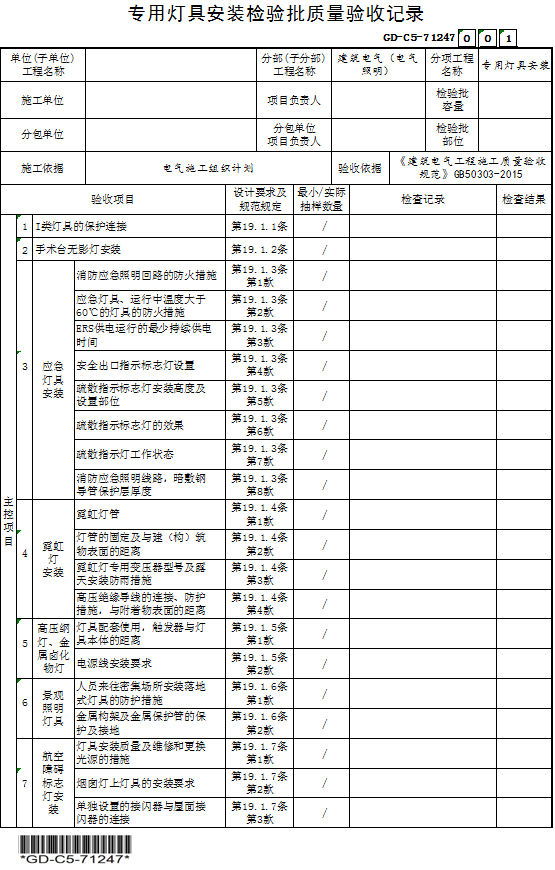 专用灯具安装检验批质量验收记录
GD-C5-71247 0 0 1
单位(子单位)
工程名称
分部(子分部)
工程名称
建筑电气（电气
照明）
分项工程
名称
专用灯具安装
施工单位
项目负责人
检验批
容量
分包单位
分包单位
项目负责人
检验批
部位
施工依据
电气施工组织计划
验收依据
《建筑电气工程施工质量验收
规范》GB50303-2015
验收项目
设计要求及
规范规定
最小/实际
抽样数量
检查记录
检查结果
主
控
项
目
1 I类灯具的保护连接 第19.1.1条 /
2 手术台无影灯安装 第19.1.2条 /
3
应急
灯具
安装
消防应急照明回路的防火措施
第19.1.3条
第1款
/
应急灯具、运行中温度大于
60℃的灯具的防火措施
第19.1.3条
第2款
/
ERS供电运行的最少持续供电
时间
第19.1.3条
第3款
/
安全出口指示标志灯设置
第19.1.3条
第4款
/
疏散指示标志灯安装高度及
设置部位
第19.1.3条
第5款
/
疏散指示标志灯的效果
第19.1.3条
第6款
/
疏散指示灯工作状态
第19.1.3条
第7款
/
消防应急照明线路，暗敷钢
导管保护层厚度
第19.1.3条
第8款
/
4
霓虹
灯
安装
霓虹灯管
第19.1.4条
第1款
/
灯管的固定及与建（构）筑
物表面的距离
第19.1.4条
第2款
/
霓虹灯专用变压器型号及露
天安装防雨措施
第19.1.4条
第3款
/
高压绝缘导线的连接、防护
措施，与附着物表面的距离
第19.1.4条
第4款
/
5
高压钠
灯、金
属卤化
物灯
灯具配套使用，触发器与灯
具本体的距离
第19.1.5条
第1款
/
电源线安装要求
第19.1.5条
第2款
/
6
景观
照明
灯具
人员来往密集场所安装落地
式灯具的防护措施
第19.1.6条
第1款
/
金属构架及金属保护管的保
护及接地
第19.1.6条
第2款
/
7
航空
障碍
标志
灯安
装
灯具安装质量及维修和更换
光源的措施
第19.1.7条
第1款
/
烟囱灯上灯具的安装要求
第19.1.7条
第2款
/
单独设置的接闪器与屋面接
闪器的连接
第19.1.7条
第3款
/
*GD-C5-71247*